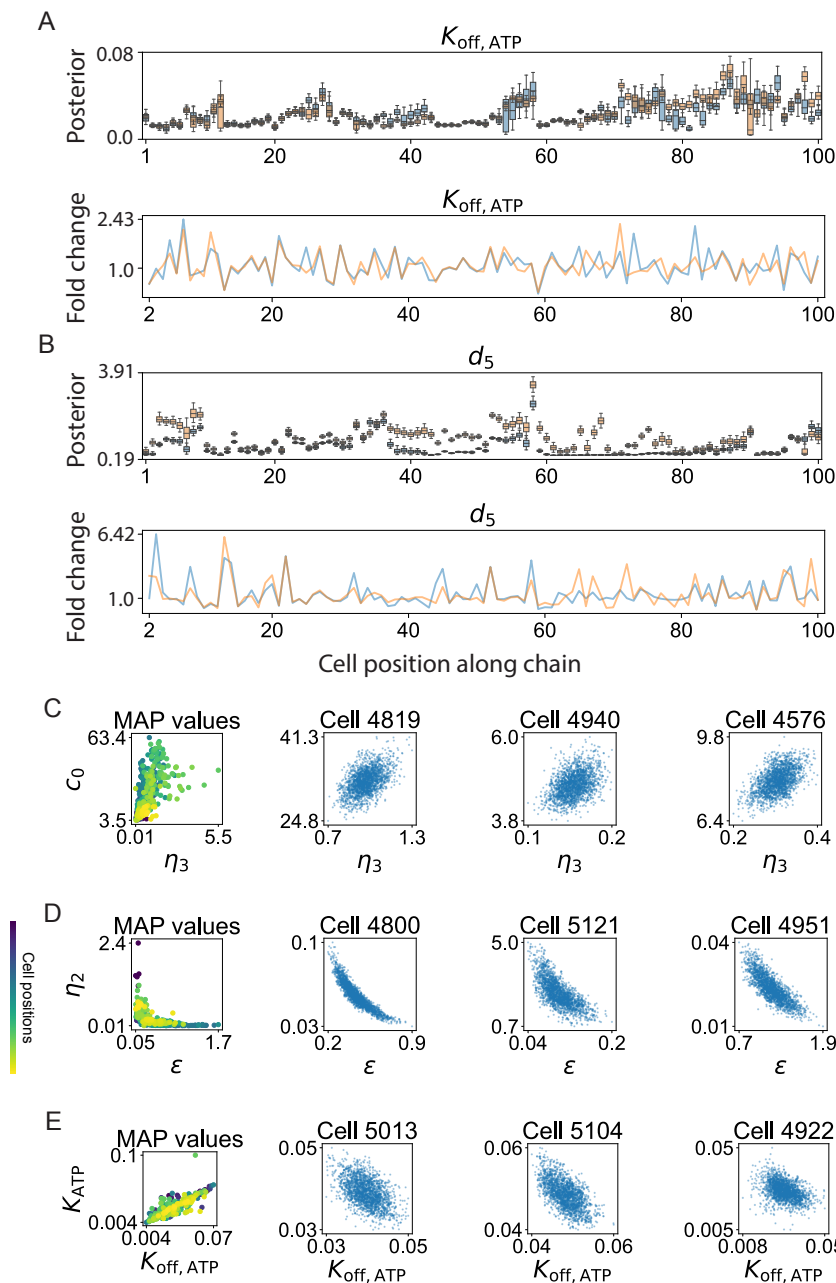 A
K_off, ATP
Posterior
0.08
0.0
1 20 40 60 80 100
K_off, ATP
Fold change
2.43
1.0
2 20 40 60 80 100
B
d_5
Posterior
3.91
0.19
1 20 40 60 80 100
d_5
Fold change
6.42
1.0
2 20 40 60 80 100
Cell position along chain
C
MAP values Cell 4819 Cell 4940 Cell 4576
c_0
63.4 41.3 6.0 9.8
3.5 24.8 3.8 6.4
0.01 5.5 0.7 1.3 0.1 0.2 0.2 0.4
η_3 η_3 η_3 η_3
D
MAP values Cell 4800 Cell 5121 Cell 4951
Cell positions
η_2
2.4 0.1 5.0 0.04
0.01 0.03 0.7 0.01
0.05 1.7 0.2 0.9 0.04 0.2 0.7 1.9
ε ε ε ε
E
MAP values Cell 5013 Cell 5104 Cell 4922
K_ATP
0.1 0.05 0.06 0.05
0.004 0.03 0.04 0.005
0.004 0.07 0.03 0.05 0.04 0.06 0.008
K_off, ATP K_off, ATP K_off, ATP K_off, ATP